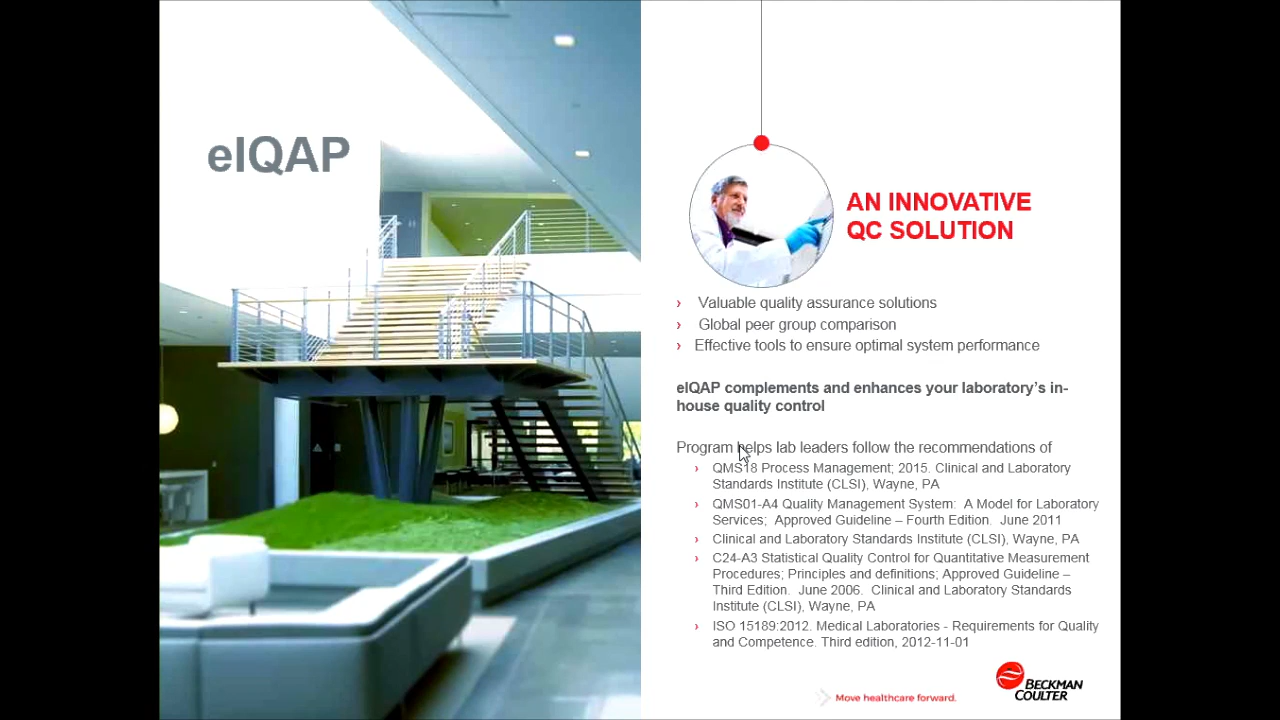 eIQAP
AN INNOVATIVE
QC SOLUTION
› Valuable quality assurance solutions
› Global peer group comparison
› Effective tools to ensure optimal system performance
eIQAP complements and enhances your laboratory's in-
house quality control
Program helps lab leaders follow the recommendations of
› QMS18 Process Management; 2015. Clinical and Laboratory
Standards Institute (CLSI), Wayne, PA
› QMS01-A4 Quality Management System: A Model for Laboratory
Services; Approved Guideline – Fourth Edition. June 2011
› Clinical and Laboratory Standards Institute (CLSI), Wayne, PA
› C24-A3 Statistical Quality Control for Quantitative Measurement
Procedures; Principles and definitions; Approved Guideline –
Third Edition. June 2006. Clinical and Laboratory Standards
Institute (CLSI), Wayne, PA
› ISO 15189:2012. Medical Laboratories - Requirements for Quality
and Competence. Third edition, 2012-11-01
Move healthcare forward.
BECKMAN
COULTER